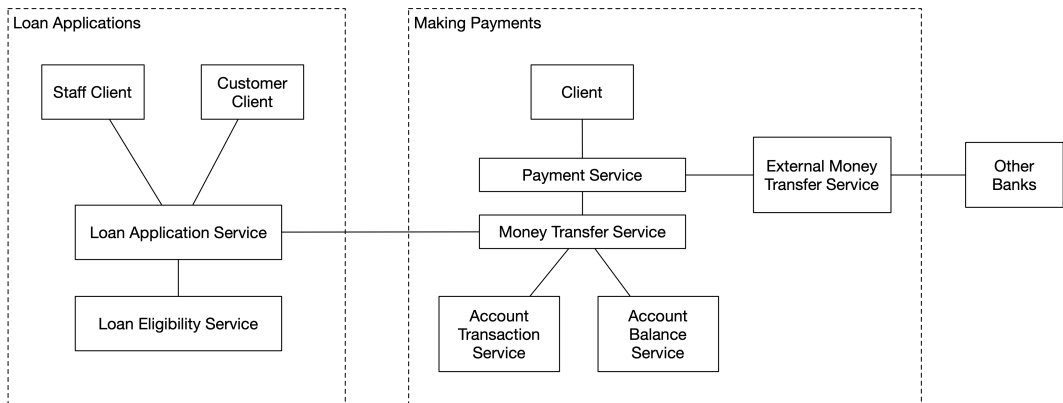 Loan Applications
Staff Client
Customer
Client
Loan Application Service
Loan Eligibility Service
Making Payments
Client
Payment Service
External Money
Transfer Service
Other
Banks
Money Transfer Service
Account
Transaction
Service
Account
Balance
Service